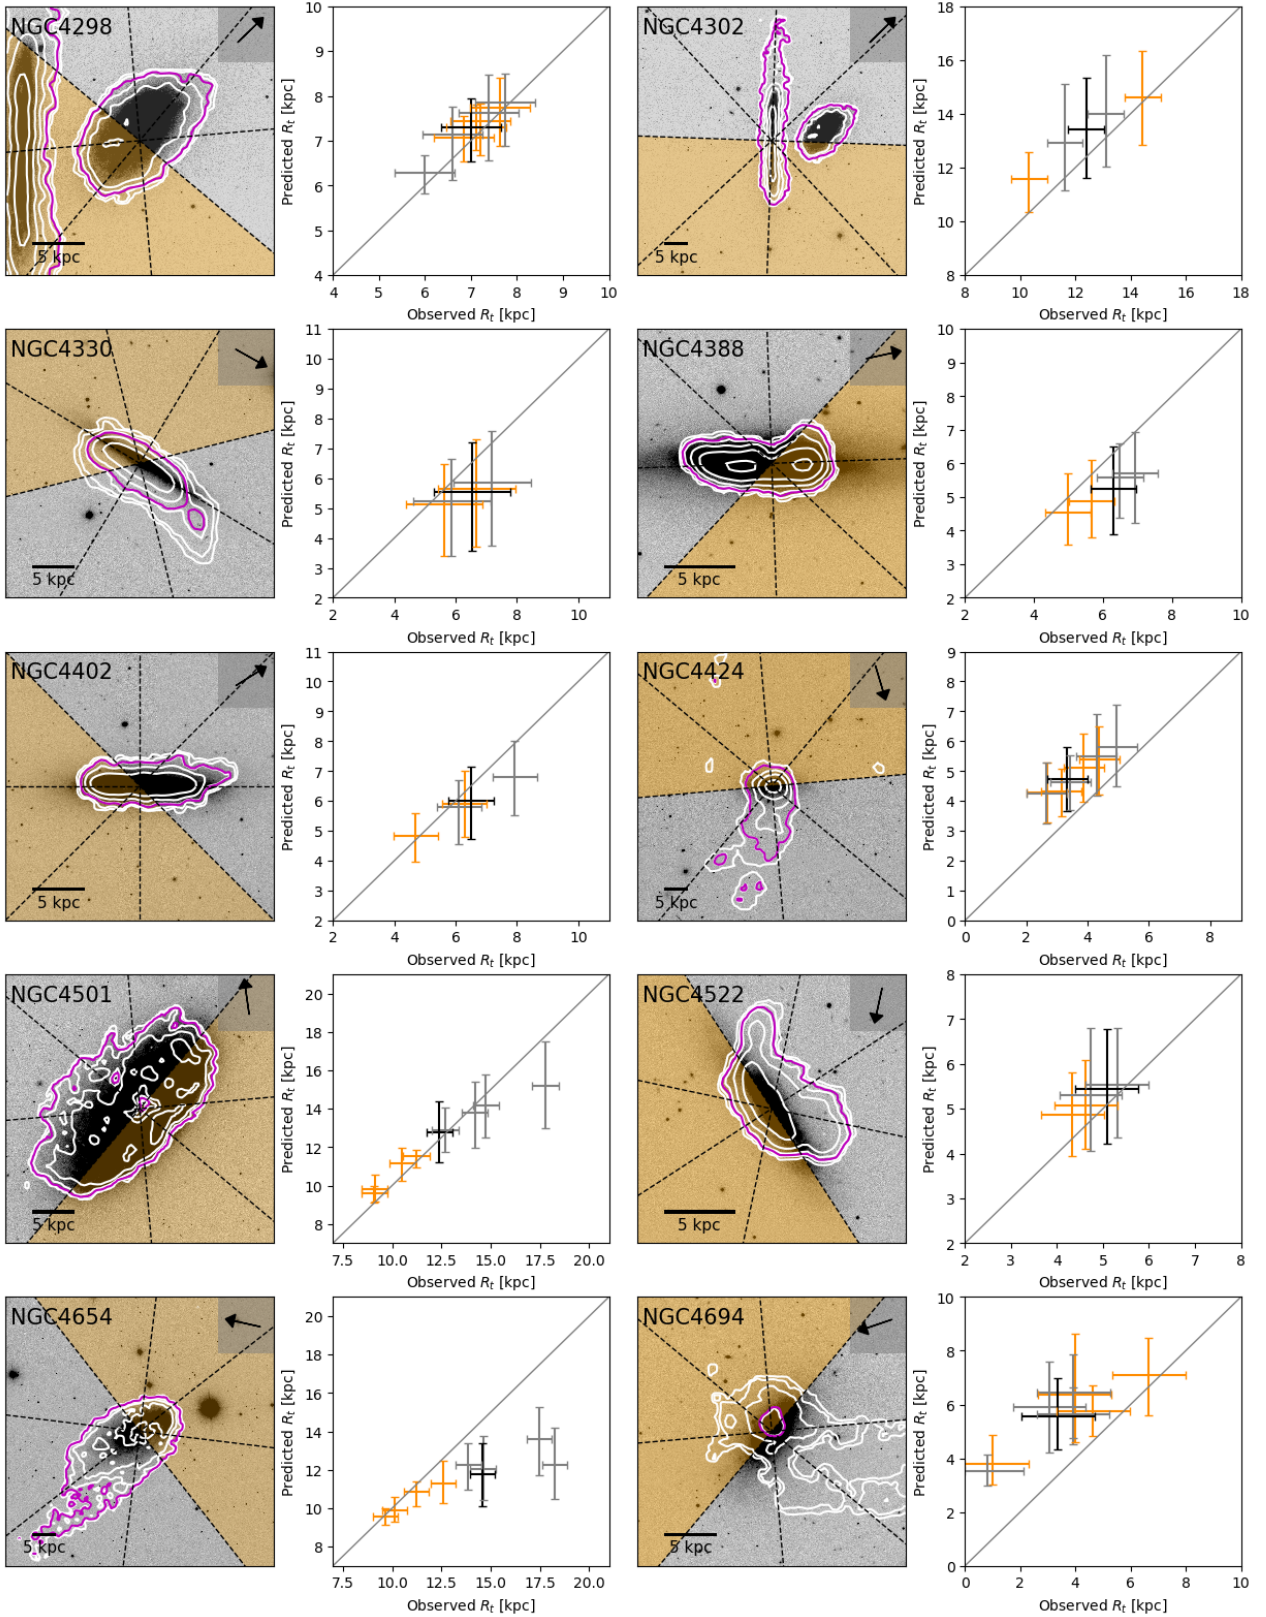 NGC4298
5 kpc
Predicted Rt [kpc]
10
9
8
7
6
5
4
4 5 6 7 8 9 10
Observed Rt [kpc]
NGC4302
5 kpc
Predicted Rt [kpc]
18
16
14
12
10
8
8 10 12 14 16 18
Observed Rt [kpc]
NGC4330
5 kpc
Predicted Rt [kpc]
11
10
9
8
7
6
5
4
3
2
2 4 6 8 10
Observed Rt [kpc]
NGC4388
5 kpc
Predicted Rt [kpc]
10
9
8
7
6
5
4
3
2
2 4 6 8 10
Observed Rt [kpc]
NGC4402
5 kpc
Predicted Rt [kpc]
11
10
9
8
7
6
5
4
3
2
2 4 6 8 10
Observed Rt [kpc]
NGC4424
5 kpc
Predicted Rt [kpc]
9
8
7
6
5
4
3
2
1
0
0 2 4 6 8
Observed Rt [kpc]
NGC4501
5 kpc
Predicted Rt [kpc]
20
18
16
14
12
10
8
7.5 10.0 12.5 15.0 17.5 20.0
Observed Rt [kpc]
NGC4522
5 kpc
Predicted Rt [kpc]
8
7
6
5
4
3
2
2 3 4 5 6 7 8
Observed Rt [kpc]
NGC4654
5 kpc
Predicted Rt [kpc]
20
18
16
14
12
10
8
7.5 10.0 12.5 15.0 17.5 20.0
Observed Rt [kpc]
NGC4694
5 kpc
Predicted Rt [kpc]
10
8
6
4
2
0
0 2 4 6 8 10
Observed Rt [kpc]